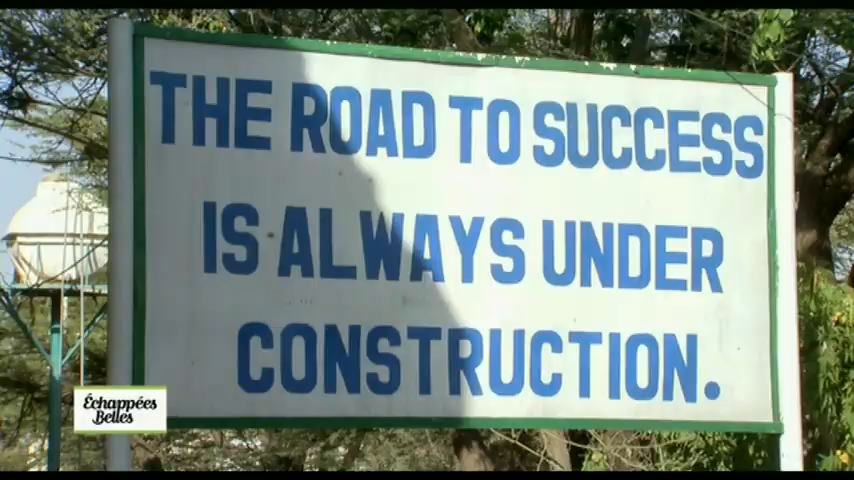 THE ROAD TO SUCCESS
IS ALWAYS UNDER
CONSTRUCTION.
Échappées
Belles